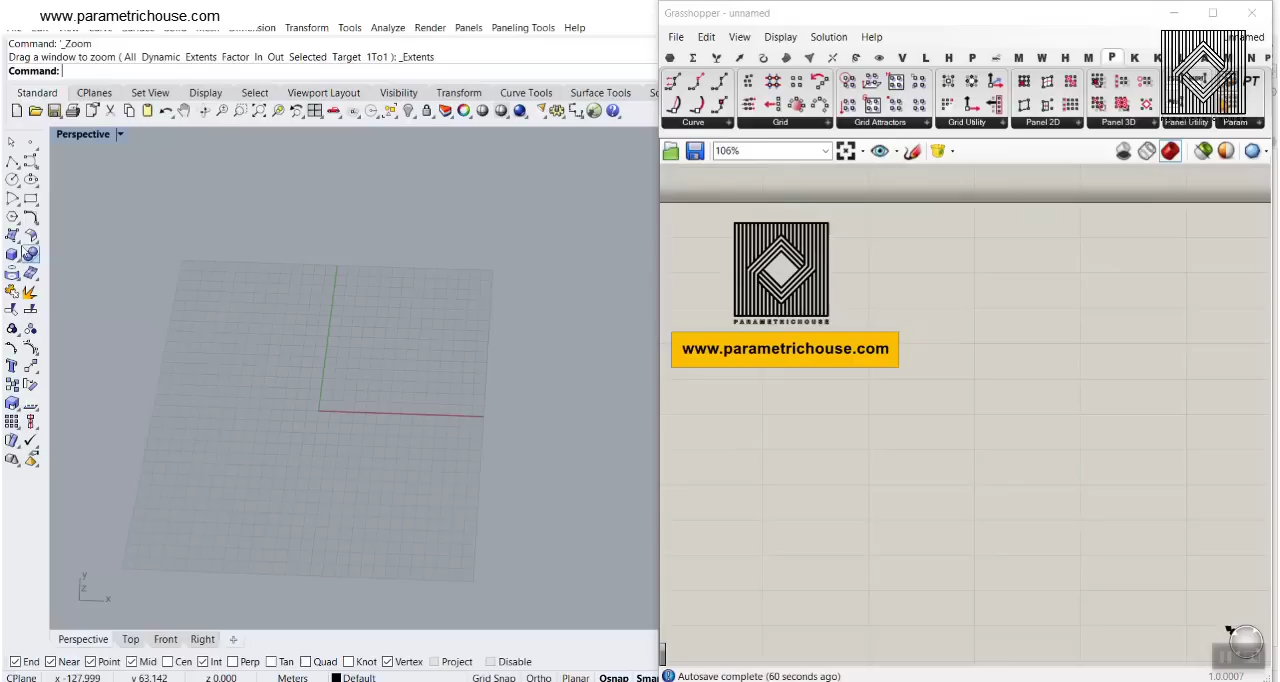 www.parametrichouse.com
Transform Tools Analyze Render Panels Paneling Tools Help
Command: '_Zoom
Drag a window to zoom ( All Dynamic Extents Factor In Out Selected Target 1To1 ): _Extents
Command:
Standard CPlanes Set View Display Select Viewport Layout Visibility Transform Curve Tools Surface Tools
Perspective
y
z
x
Perspective Top Front Right
End Near Point Mid Cen Int Perp Tan Quad Knot Vertex Project Disable
CPlane x -127.999 y 63.142 z 0.000 Meters Default Grid Snap Ortho Planar Osnap
Grasshopper - unnamed
File Edit View Display Solution Help
V L H P M W H M P K K
N P
PT
Curve Grid Grid Attractors Grid Utility Panel 2D Panel 3D Panel Utility Param
106%
PARAMETRICHOUSE
www.parametrichouse.com
Autosave complete (60 seconds ago)
1.0.0007